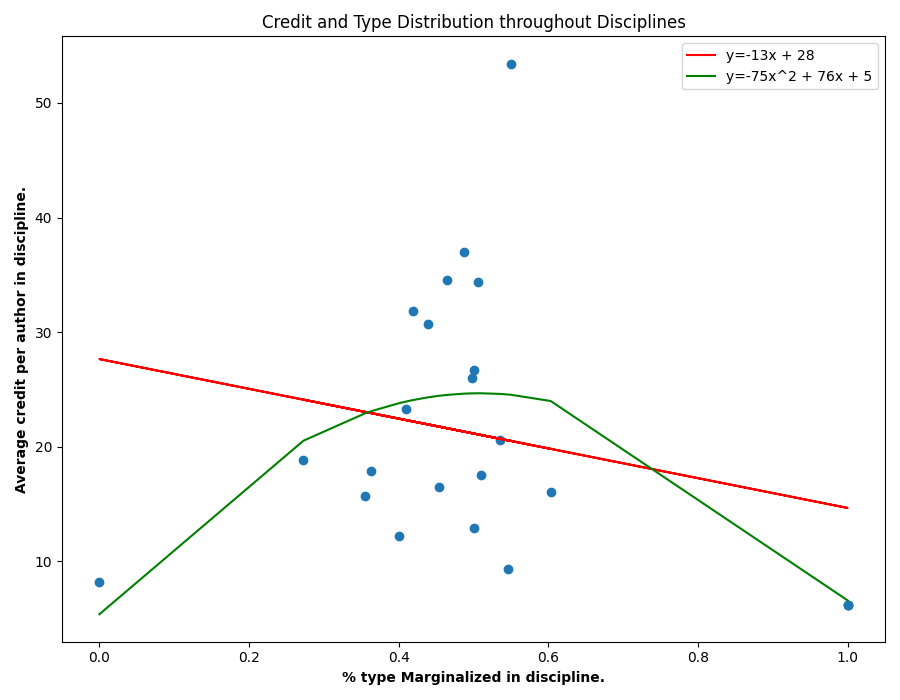 Credit and Type Distribution throughout Disciplines
y=-13x + 28
y=-75x^2 + 76x + 5
Average credit per author in discipline.
50
40
30
20
10
0.0 0.2 0.4 0.6 0.8 1.0
% type Marginalized in discipline.